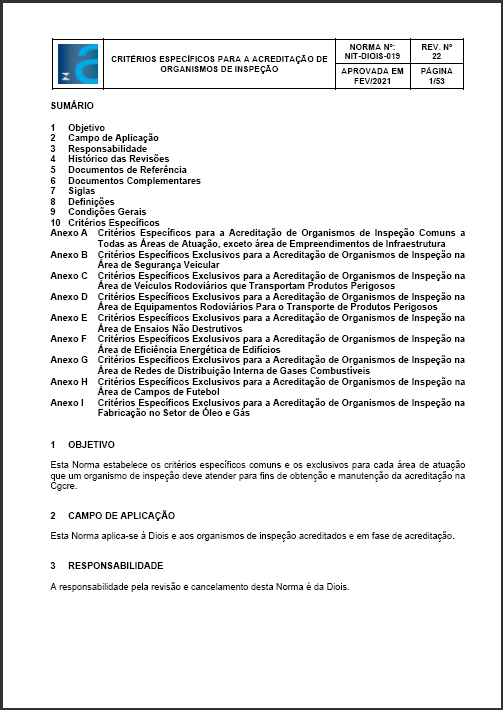 CRITÉRIOS ESPECÍFICOS PARA A ACREDITAÇÃO DE
ORGANISMOS DE INSPEÇÃO
NORMA Nº:
NIT-DIOIS-019
REV. Nº
22
APROVADA EM
FEV/2021
PÁGINA
1/53
SUMÁRIO
1 Objetivo
2 Campo de Aplicação
3 Responsabilidade
4 Histórico das Revisões
5 Documentos de Referência
6 Documentos Complementares
7 Siglas
8 Definições
9 Condições Gerais
10 Critérios Específicos
Anexo A Critérios Específicos para a Acreditação de Organismos de Inspeção Comuns a
Todas as Áreas de Atuação, exceto área de Empreendimentos de Infraestrutura
Anexo B Critérios Específicos Exclusivos para a Acreditação de Organismos de Inspeção na
Área de Segurança Veicular
Anexo C Critérios Específicos Exclusivos para a Acreditação de Organismos de Inspeção na
Área de Veículos Rodoviários que Transportam Produtos Perigosos
Anexo D Critérios Específicos Exclusivos para a Acreditação de Organismos de Inspeção na
Área de Equipamentos Rodoviários Para o Transporte de Produtos Perigosos
Anexo E Critérios Específicos Exclusivos para a Acreditação de Organismos de Inspeção na
Área de Ensaios Não Destrutivos
Anexo F Critérios Específicos Exclusivos para a Acreditação de Organismos de Inspeção na
Área de Eficiência Energética de Edifícios
Anexo G Critérios Específicos Exclusivos para a Acreditação de Organismos de Inspeção na
Área de Redes de Distribuição Interna de Gases Combustíveis
Anexo H Critérios Específicos Exclusivos para a Acreditação de Organismos de Inspeção na
Área de Campos de Futebol
Anexo I Critérios Específicos Exclusivos para a Acreditação de Organismos de Inspeção na
Fabricação no Setor de Óleo e Gás
1 OBJETIVO
Esta Norma estabelece os critérios específicos comuns e os exclusivos para cada área de atuação
que um organismo de inspeção deve atender para fins de obtenção e manutenção da acreditação na
Cgcre.
2 CAMPO DE APLICAÇÃO
Esta Norma aplica-se à Diois e aos organismos de inspeção acreditados e em fase de acreditação.
3 RESPONSABILIDADE
A responsabilidade pela revisão e cancelamento desta Norma é da Diois.